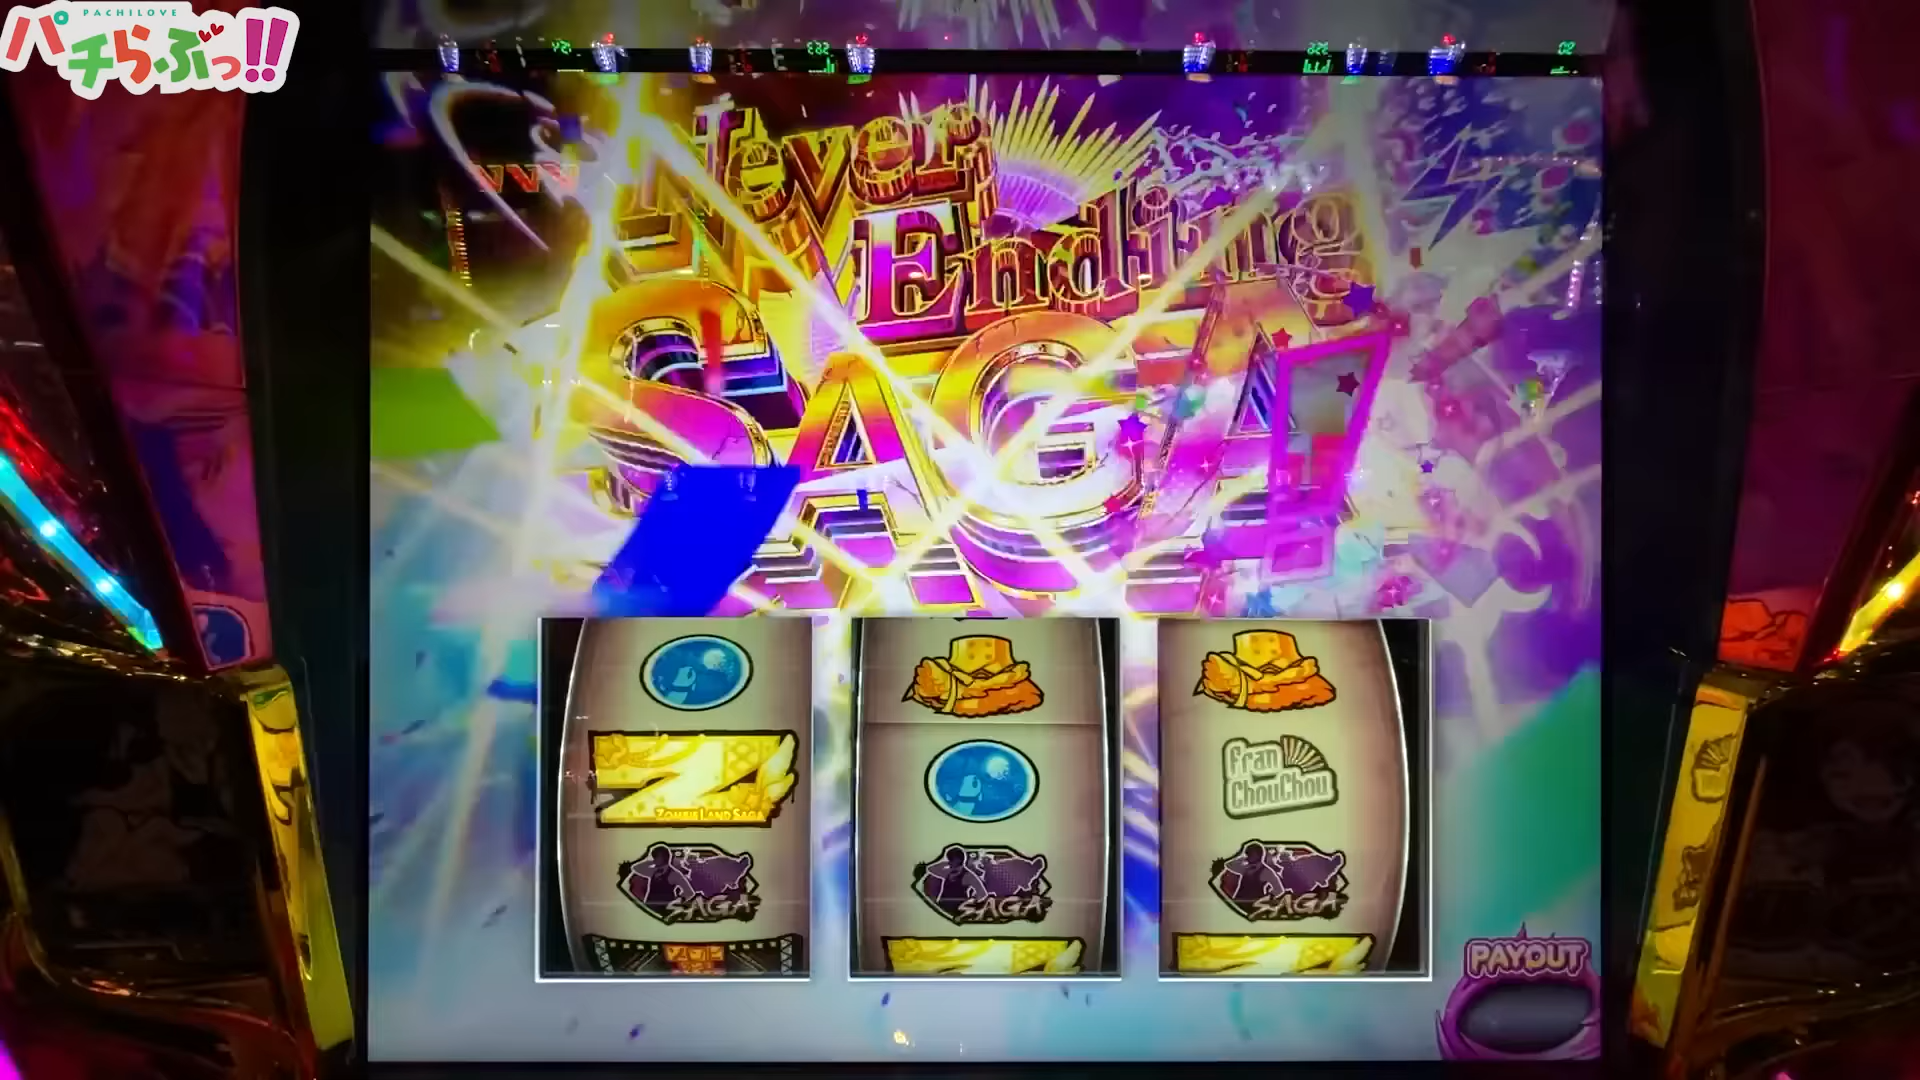 PACHILOVE
パチらぶっ!!
Never
Ending
SAGA!
ZOMBIE LAND SAGA
Fran
ChouChou
SAGA
SAGA
SAGA
PAYOUT